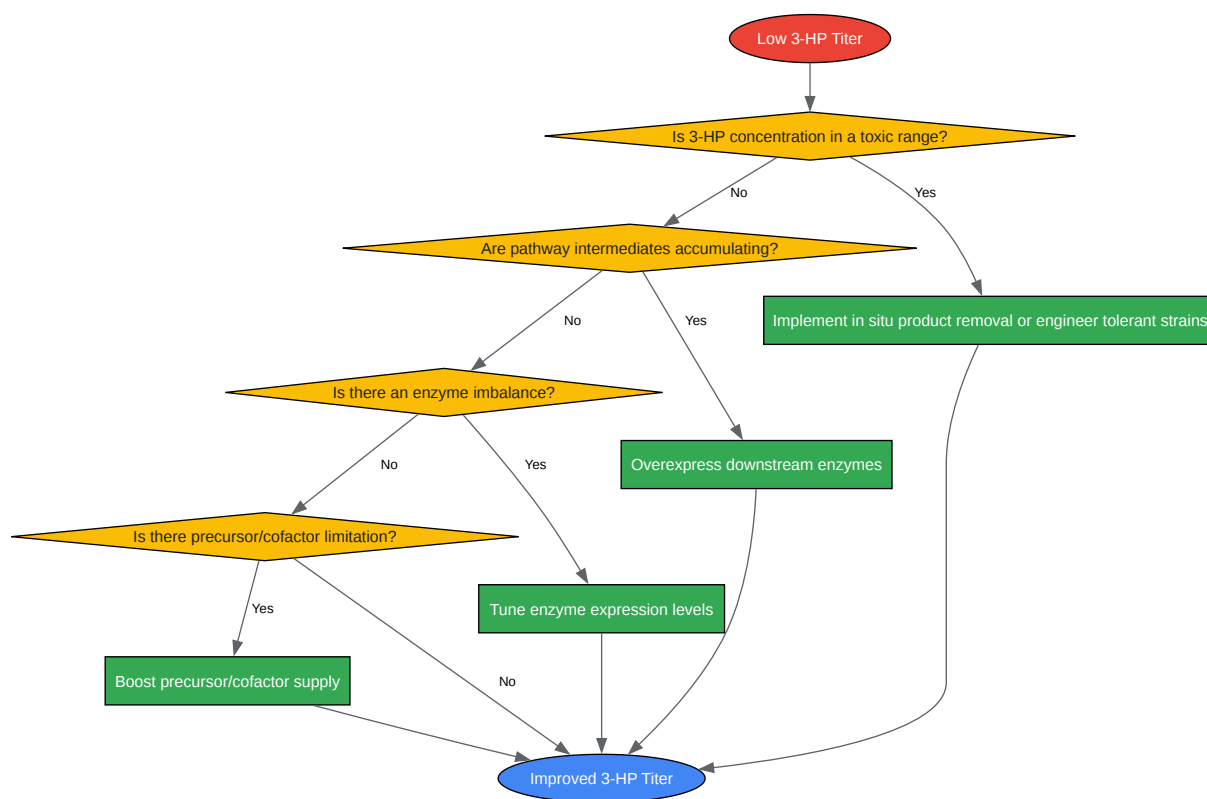 Low 3-HP Titer
Is 3-HP concentration in a toxic range?
No
Yes
Are pathway intermediates accumulating?
Implement in situ product removal or engineer tolerant strains
No
Yes
Is there an enzyme imbalance?
Overexpress downstream enzymes
No
Yes
Is there precursor/cofactor limitation?
Tune enzyme expression levels
Yes
Boost precursor/cofactor supply
No
Improved 3-HP Titer